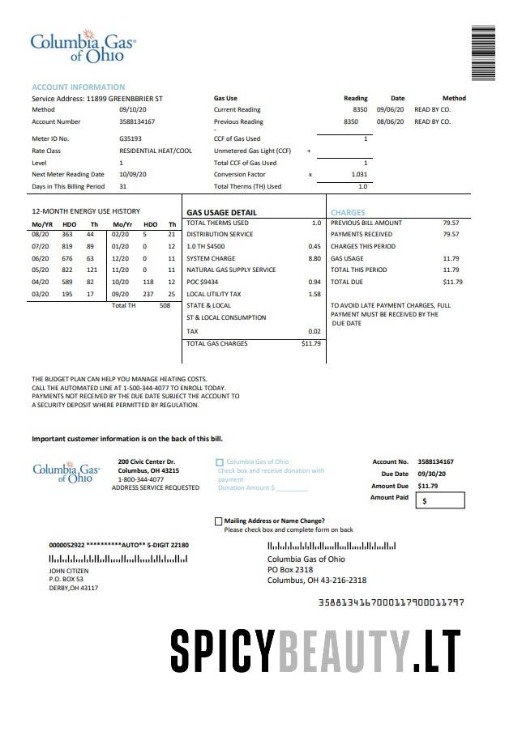 Columbia Gas
of Ohio
ACCOUNT INFORMATION
Service Address: 11899 GREENBBRIER ST
Gas Use Reading Date Method
Method 09/10/20
Current Reading 8350 09/06/20 READ BY CO.
Account Number 3588134167
Previous Reading 8350 08/06/20 READ BY CO.
-
Meter ID No. G35193
CCF of Gas Used 1
Rate Class RESIDENTIAL HEAT/COOL
Unmetered Gas Light (CCF) +
Level 1
Total CCF of Gas Used 1
Next Meter Reading Date 10/09/20
Conversion Factor x 1.031
Days in This Billing Period 31
Total Therms (TH) Used 1.0
12-MONTH ENERGY USE HISTORY
Mo/YR HDO Th Mo/Yr HDO Th
08/20 363 44 02/20 5 21
07/20 819 89 01/20 0 12
06/20 676 63 12/20 0 11
05/20 822 121 11/20 0 11
04/20 589 82 10/20 118 12
03/20 195 17 09/20 237 25
Total TH 508
GAS USAGE DETAIL
TOTAL THERMS USED 1.0
DISTRIBUTION SERVICE
1.0 TH $4500 0.45
SYSTEM CHARGE 8.80
NATURAL GAS SUPPLY SERVICE
POC $9434 0.94
LOCAL UTILITY TAX 1.58
STATE & LOCAL
ST & LOCAL CONSUMPTION
TAX 0.02
TOTAL GAS CHARGES $11.79
CHARGES
PREVIOUS BILL AMOUNT 79.57
PAYMENTS RECEIVED 79.57
CHARGES THIS PERIOD
GAS USAGE 11.79
TOTAL THIS PERIOD 11.79
TOTAL DUE $11.79
TO AVOID LATE PAYMENT CHARGES, FULL
PAYMENT MUST BE RECEIVED BY THE
DUE DATE
THE BUDGET PLAN CAN HELP YOU MANAGE HEATING COSTS.
CALL THE AUTOMATED LINE AT 1-500-344-4077 TO ENROLL TODAY.
PAYMENTS NOT RECEIVED BY THE DUE DATE SUBJECT THE ACCOUNT TO
A SECURITY DEPOSIT WHERE PERMITTED BY REGULATION.
Important customer information is on the back of this bill.
Columbia Gas
of Ohio
200 Civic Center Dr.
Columbus, OH 43215
1-800-344-4077
ADDRESS SERVICE REQUESTED
Columbia Gas of Ohio
Check box and receive donation with
payment
Donation Amount $
Account No. 3588134167
Due Date 09/30/20
Amount Due $11.79
Amount Paid $
Mailing Address or Name Change?
Please check box and complete form on back
0000052922 **********AUTO** 5-DIGIT 22180
JOHN CITIZEN
P.O. BOX 53
DERBY,OH 43117
Columbia Gas of Ohio
PO Box 2318
Columbus, OH 43-216-2318
35881341670001179000​11797
SPICYBEAUTY.LT